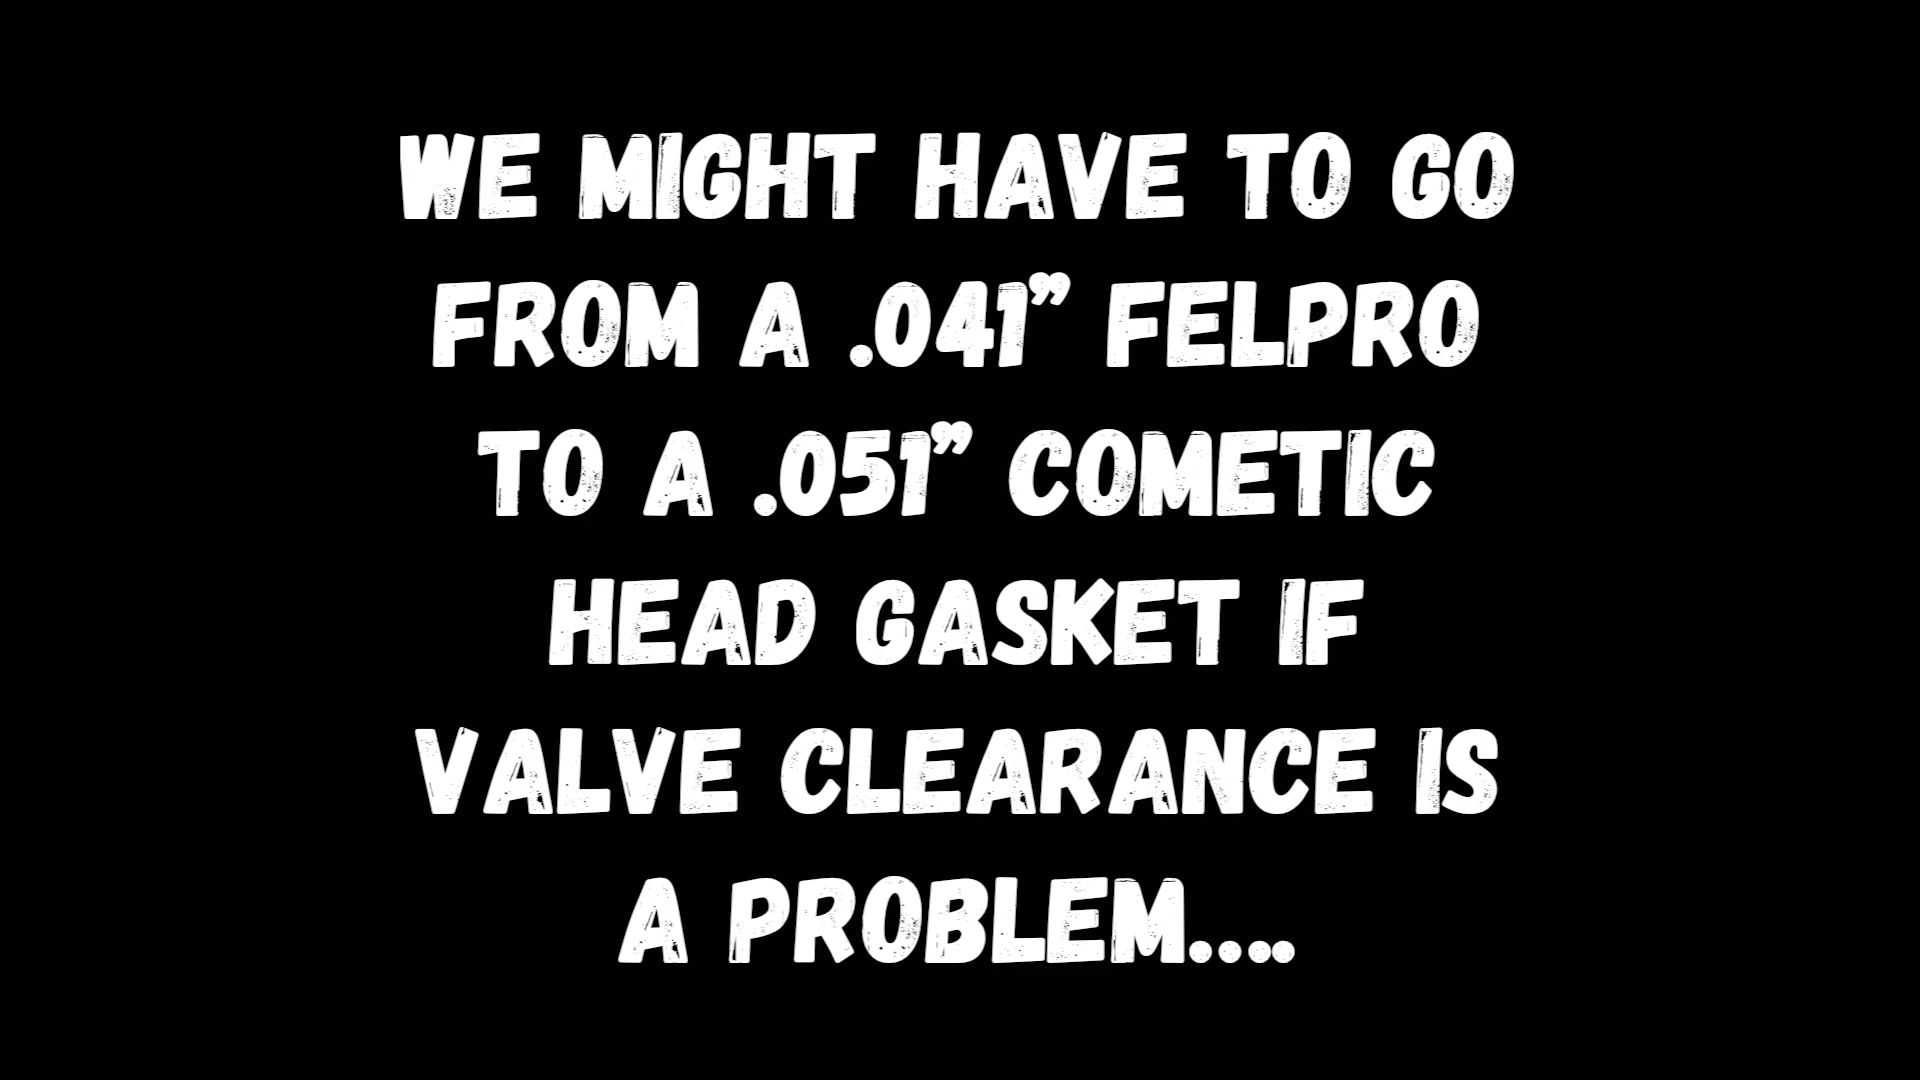 WE MIGHT HAVE TO GO
FROM A .041” FELPRO
TO A .051” COMETIC
HEAD GASKET IF
VALVE CLEARANCE IS
A PROBLEM....